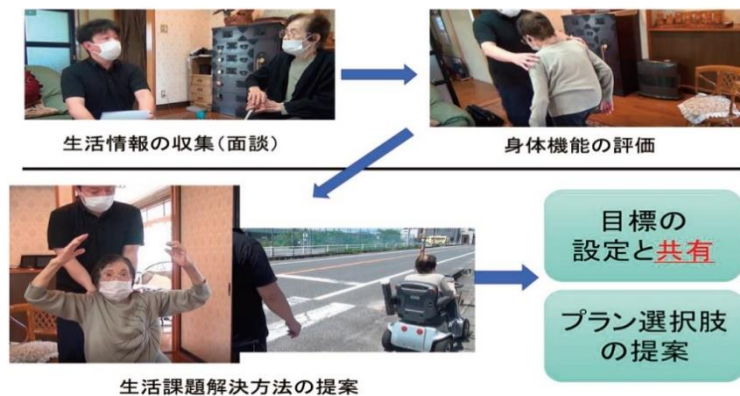 生活情報の収集(面談)
身体機能の評価
生活課題解決方法の提案
目標の
設定と共有
プラン選択肢
の提案